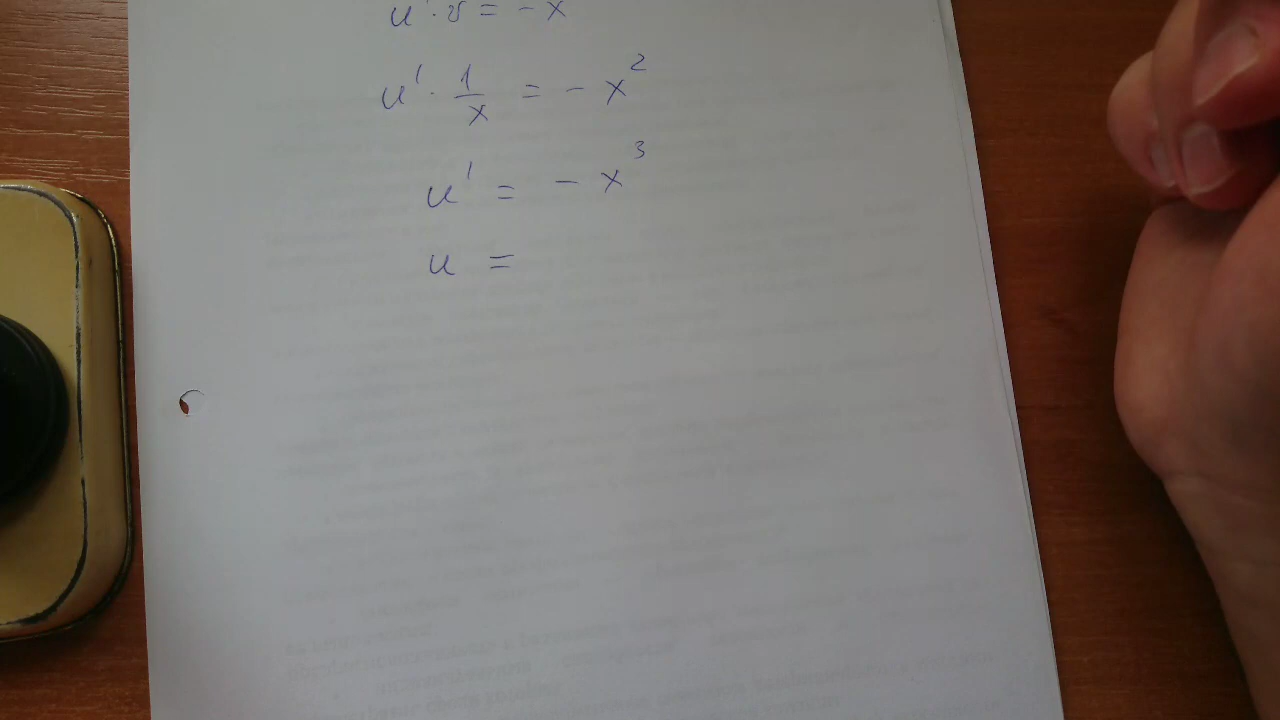 u' · v = - x
u' · 1/x = - x²
u' = - x³
u =